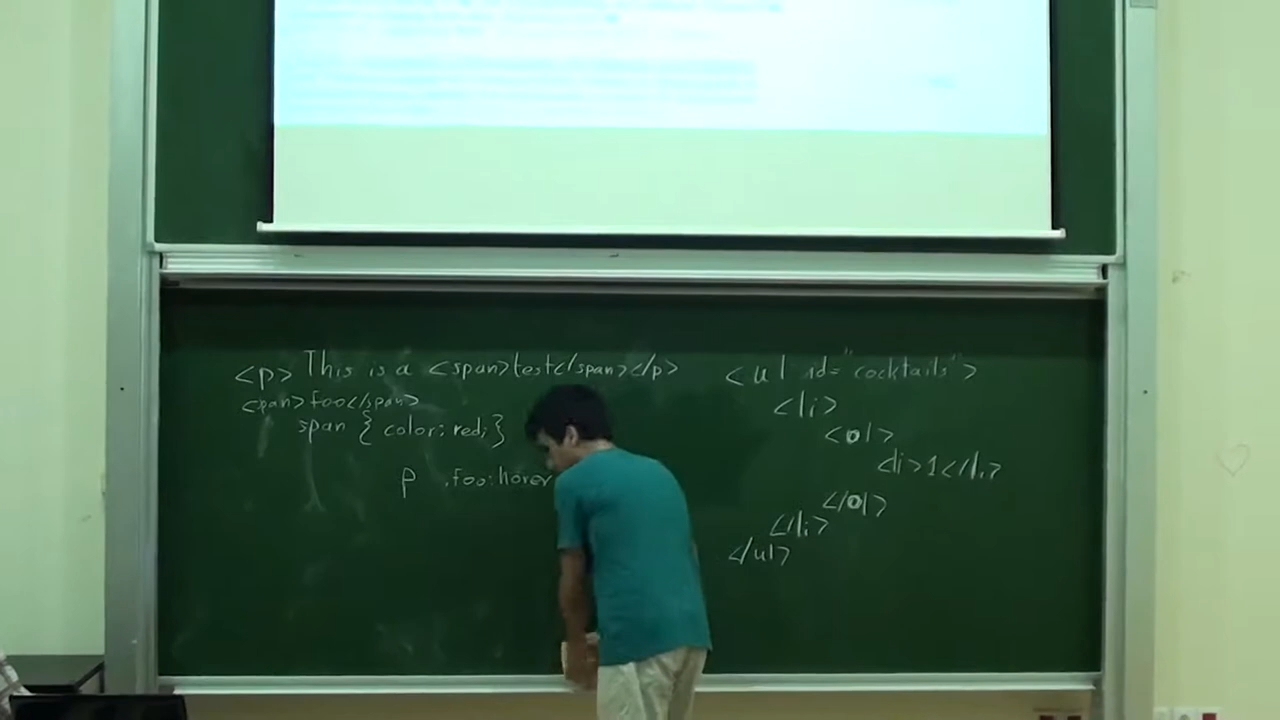 <p> This is a <span>test</span></p>
<span>foo</span>
span { color: red; }
p .foo:hover
<ul id="cocktails">
<li>
<ol>
<li>1</li>
</ol>
</li>
</ul>